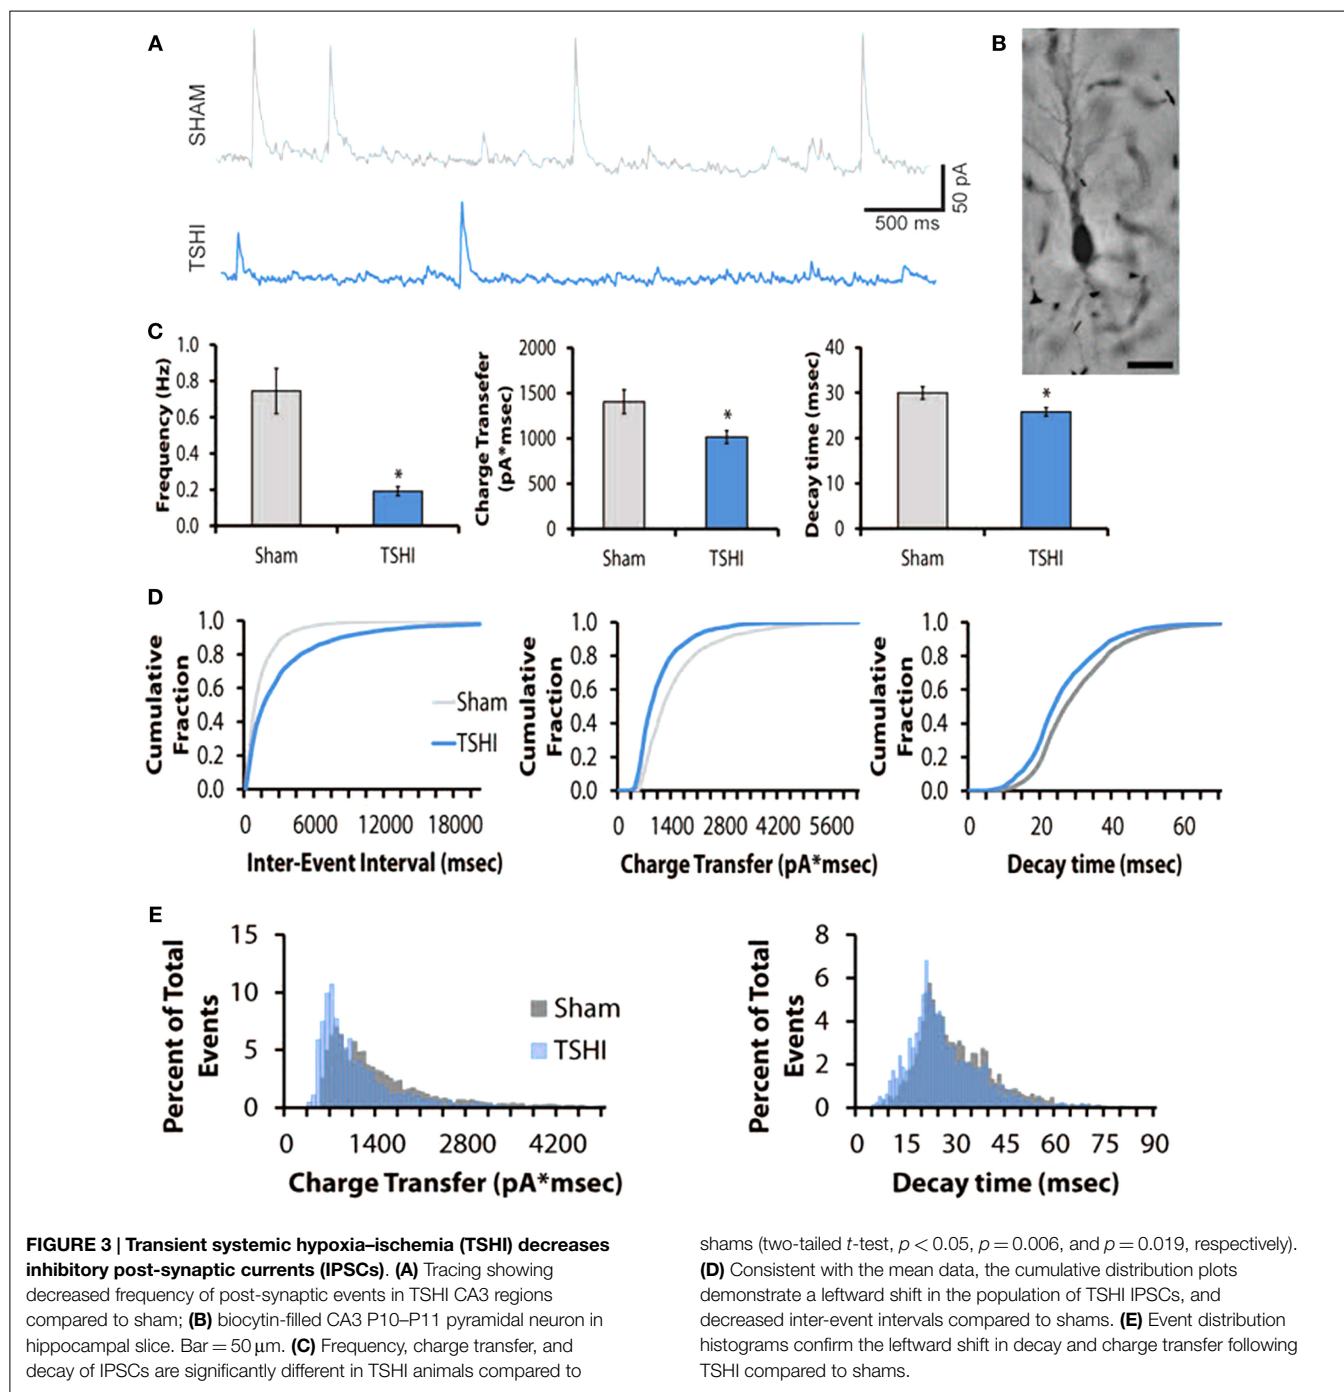 A
B
SHAM
50 pA
500 ms
TSHI
C
Frequency (Hz)
1.0
0.8
0.6
0.4
0.2
0.0
*
Sham
TSHI
Charge Transefer
(pA*msec)
2000
1500
1000
500
0
*
Sham
TSHI
Decay time (msec)
40
30
20
10
0
*
Sham
TSHI
D
Cumulative
Fraction
1.0
0.8
0.6
0.4
0.2
0.0
Sham
TSHI
0 6000 12000 18000
Inter-Event Interval (msec)
Cumulative
Fraction
1.0
0.8
0.6
0.4
0.2
0.0
0 1400 2800 4200 5600
Charge Transfer (pA*msec)
Cumulative
Fraction
1.0
0.8
0.6
0.4
0.2
0.0
0 20 40 60
Decay time (msec)
E
Percent of Total
Events
15
10
5
0
Sham
TSHI
0 1400 2800 4200
Charge Transfer (pA*msec)
Percent of Total
Events
8
6
4
2
0
0 15 30 45 60 75 90
Decay time (msec)
FIGURE 3 | Transient systemic hypoxia–ischemia (TSHI) decreases
inhibitory post-synaptic currents (IPSCs). (A) Tracing showing
decreased frequency of post-synaptic events in TSHI CA3 regions
compared to sham; (B) biocytin-filled CA3 P10–P11 pyramidal neuron in
hippocampal slice. Bar = 50 μm. (C) Frequency, charge transfer, and
decay of IPSCs are significantly different in TSHI animals compared to
shams (two-tailed t-test, p < 0.05, p = 0.006, and p = 0.019, respectively).
(D) Consistent with the mean data, the cumulative distribution plots
demonstrate a leftward shift in the population of TSHI IPSCs, and
decreased inter-event intervals compared to shams. (E) Event distribution
histograms confirm the leftward shift in decay and charge transfer following
TSHI compared to shams.